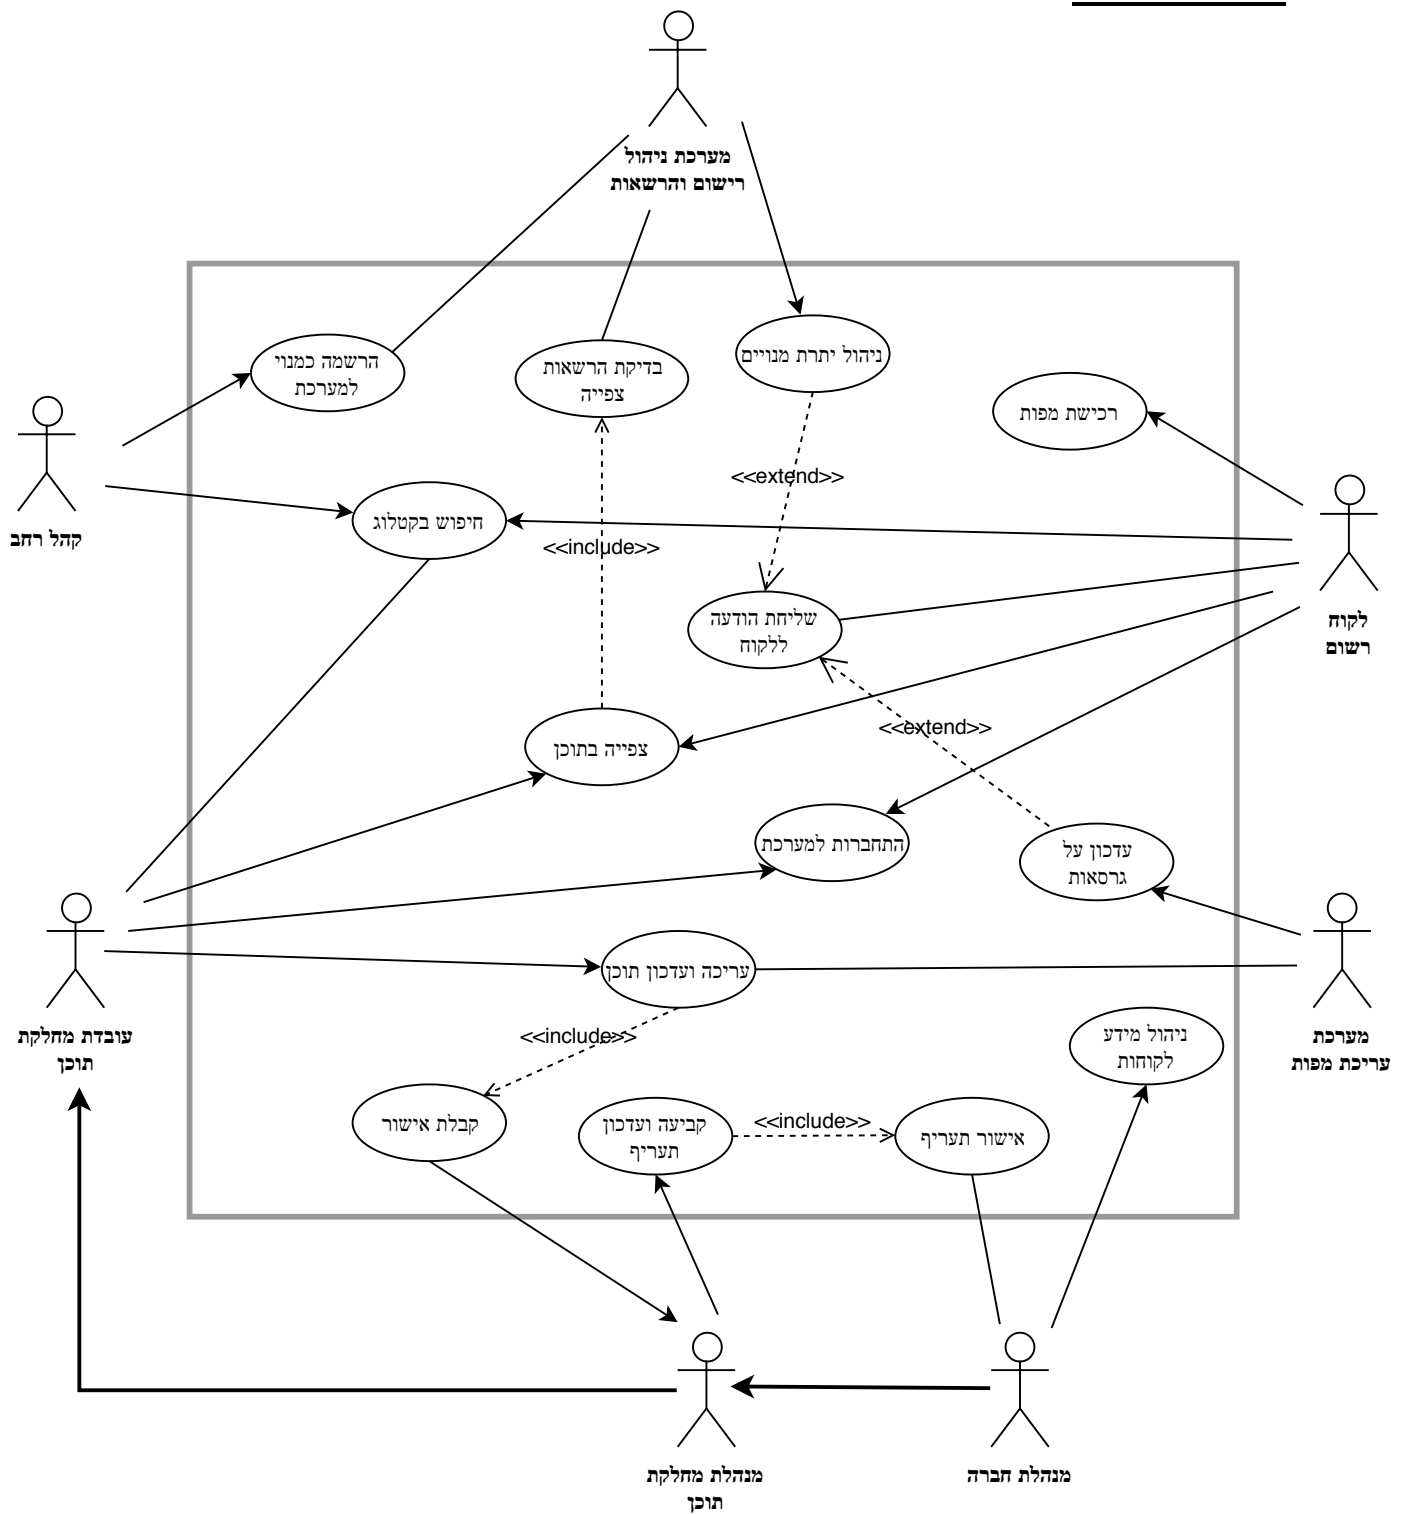 מערכת ניהול
רישום והרשאות
הרשמה כמנוי
למערכת
בדיקת הרשאות
צפייה
ניהול יתרת מנויים
רכישת מפות
<<extend>>
קהל רחב
חיפוש בקטלוג
<<include>>
שליחת הודעה
ללקוח
לקוח
רשום
<<extend>>
צפייה בתוכן
התחברות למערכת
עדכון על
גרסאות
עריכה ועדכון תוכן
עובדת מחלקת
תוכן
<<include>>
ניהול מידע
לקוחות
מערכת
עריכת מפות
קבלת אישור
קביעה ועדכון
תעריף
<<include>>
אישור תעריף
מנהלת מחלקת
תוכן
מנהלת חברה